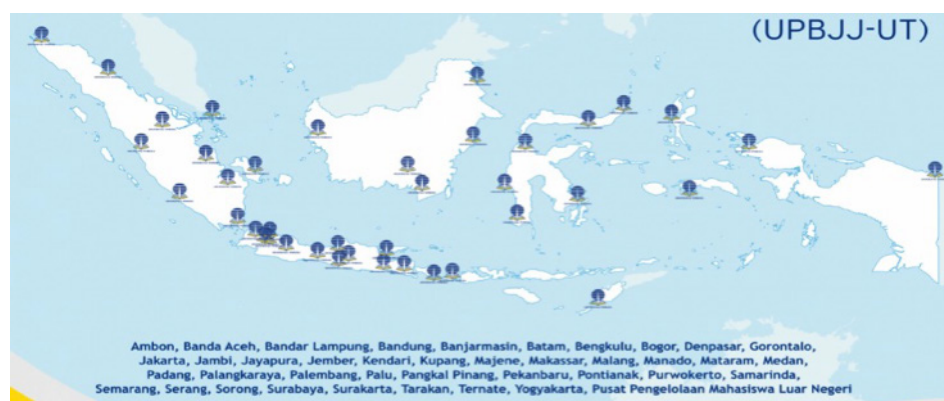 (UPBJJ-UT)
Ambon, Banda Aceh, Bandar Lampung, Bandung, Banjarmasin, Batam, Bengkulu, Bogor, Denpasar, Gorontalo,
Jakarta, Jambi, Jayapura, Jember, Kendari, Kupang, Majene, Makassar, Malang, Manado, Mataram, Medan,
Padang, Palangkaraya, Palembang, Palu, Pangkal Pinang, Pekanbaru, Pontianak, Purwokerto, Samarinda,
Semarang, Serang, Sorong, Surabaya, Surakarta, Tarakan, Ternate, Yogyakarta, Pusat Pengelolaan Mahasiswa Luar Negeri